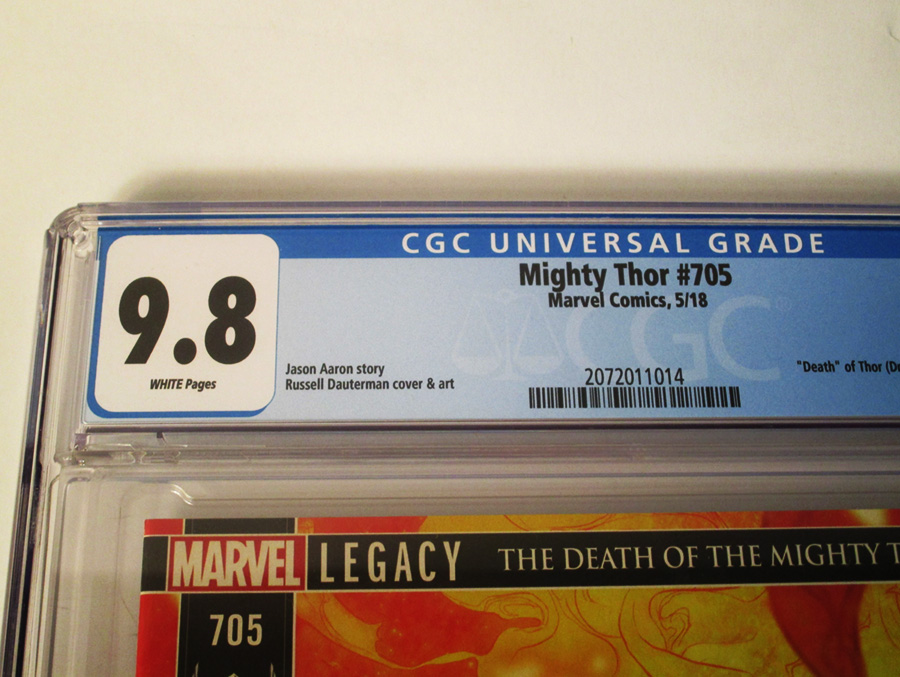 CGC UNIVERSAL GRADE
Mighty Thor #705
Marvel Comics, 5/18
9.8
WHITE Pages
CGC
Jason Aaron story
Russell Dauterman cover & art
2072011014
"Death" of Thor (
MARVEL LEGACY THE DEATH OF THE MIGHTY
705